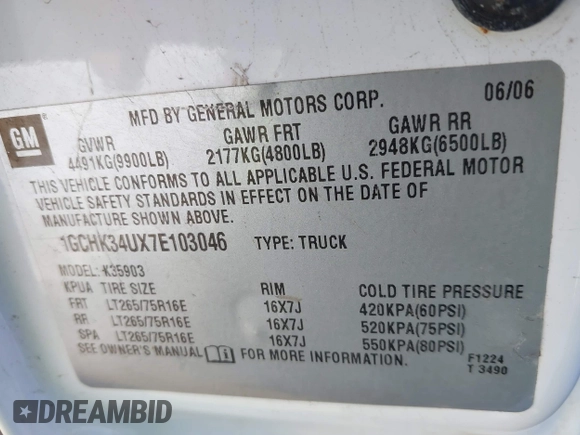 GM
MFD BY GENERAL MOTORS CORP. 06/06
GVWR GAWR FRT GAWR RR
4491KG(9900LB) 2177KG(4800LB) 2948KG(6500LB)
THIS VEHICLE CONFORMS TO ALL APPLICABLE U.S. FEDERAL MOTOR
VEHICLE SAFETY STANDARDS IN EFFECT ON THE DATE OF
MANUFACTURE SHOWN ABOVE.
1GCHK34UX7E103046 TYPE: TRUCK
MODEL: K35903
KPUA TIRE SIZE RIM COLD TIRE PRESSURE
FRT LT265/75R16E 16X7J 420KPA(60PSI)
RR LT265/75R16E 16X7J 520KPA(75PSI)
SPA LT265/75R16E 16X7J 550KPA(80PSI)
SEE OWNER'S MANUAL FOR MORE INFORMATION. F1224
T 3490
DREAMBID